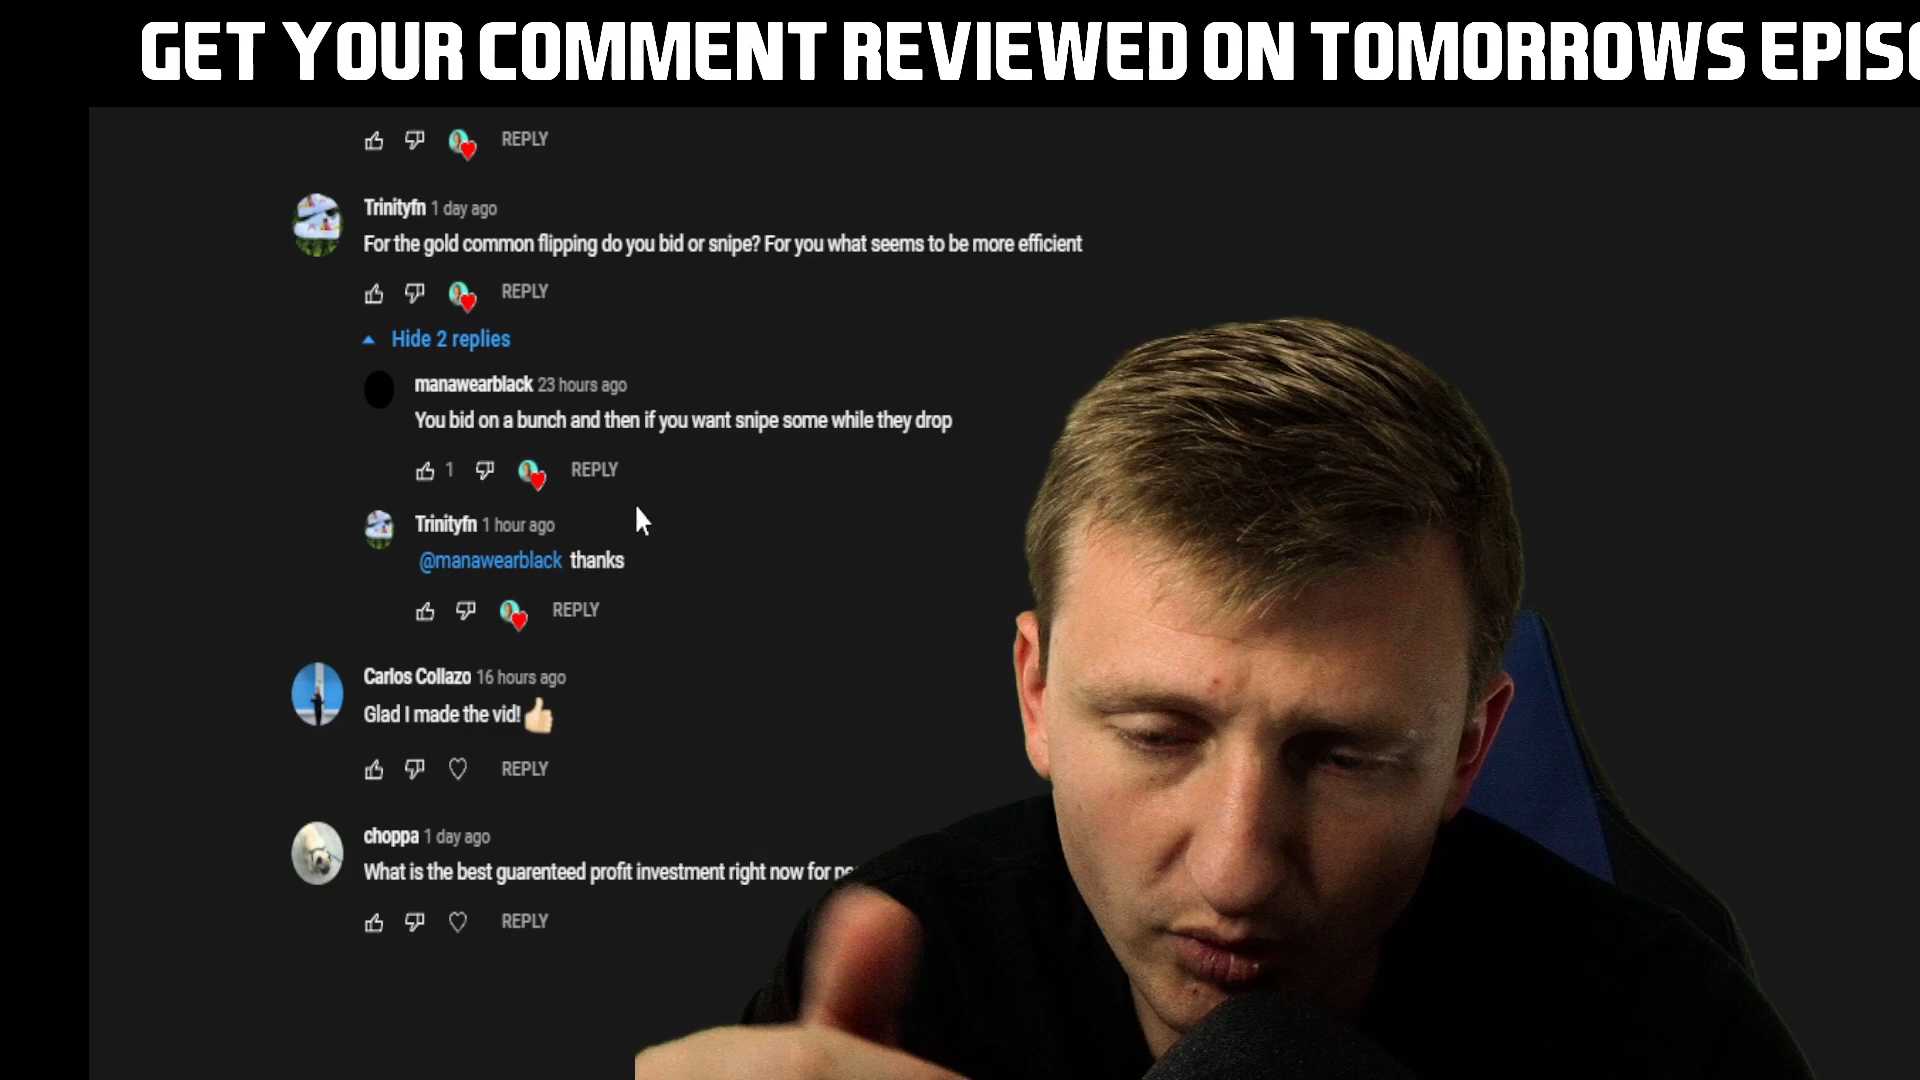 GET YOUR COMMENT REVIEWED ON TOMORROWS
REPLY
Trinityfn 1 day ago
For the gold common flipping do you bid or snipe? For you what seems to be more efficient
REPLY
Hide 2 replies
manawearblack 23 hours ago
You bid on a bunch and then if you want snipe some while they drop
1 REPLY
Trinityfn 1 hour ago
@manawearblack thanks
REPLY
Carlos Collazo 16 hours ago
Glad I made the vid!👍🏻
REPLY
choppa 1 day ago
What is the best guarenteed profit investment right now for
REPLY